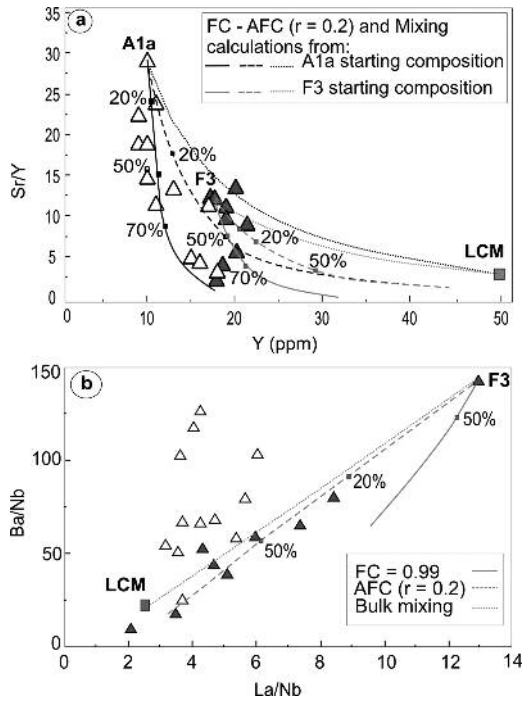 a
FC - AFC (r = 0.2) and Mixing
calculations from:
A1a starting composition
F3 starting composition
A1a
20%
50%
70%
F3
20%
50%
70%
20%
50%
LCM
Sr/Y
35
30
25
20
15
10
5
0
0
10
20
30
40
50
Y (ppm)
b
F3
50%
20%
50%
LCM
FC = 0.99
AFC (r = 0.2)
Bulk mixing
Ba/Nb
150
100
50
0
0
2
4
6
8
10
12
14
La/Nb